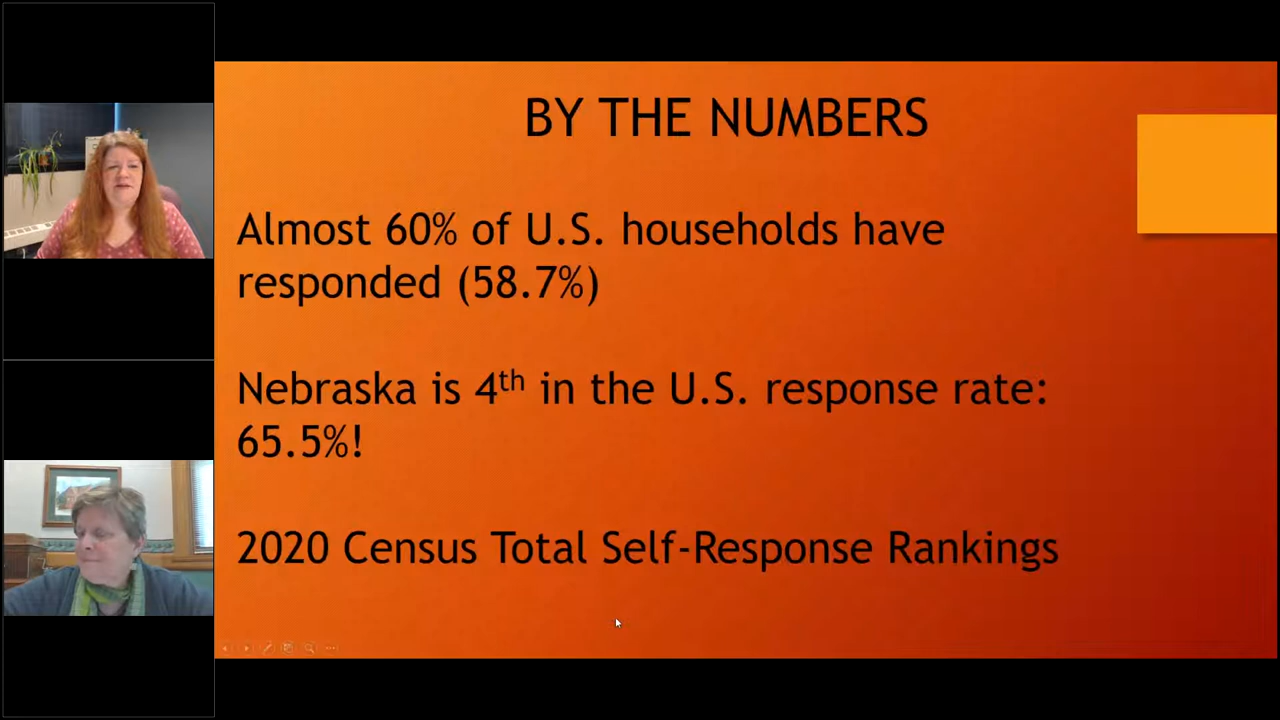 BY THE NUMBERS
Almost 60% of U.S. households have
responded (58.7%)
Nebraska is 4th in the U.S. response rate:
65.5%!
2020 Census Total Self-Response Rankings